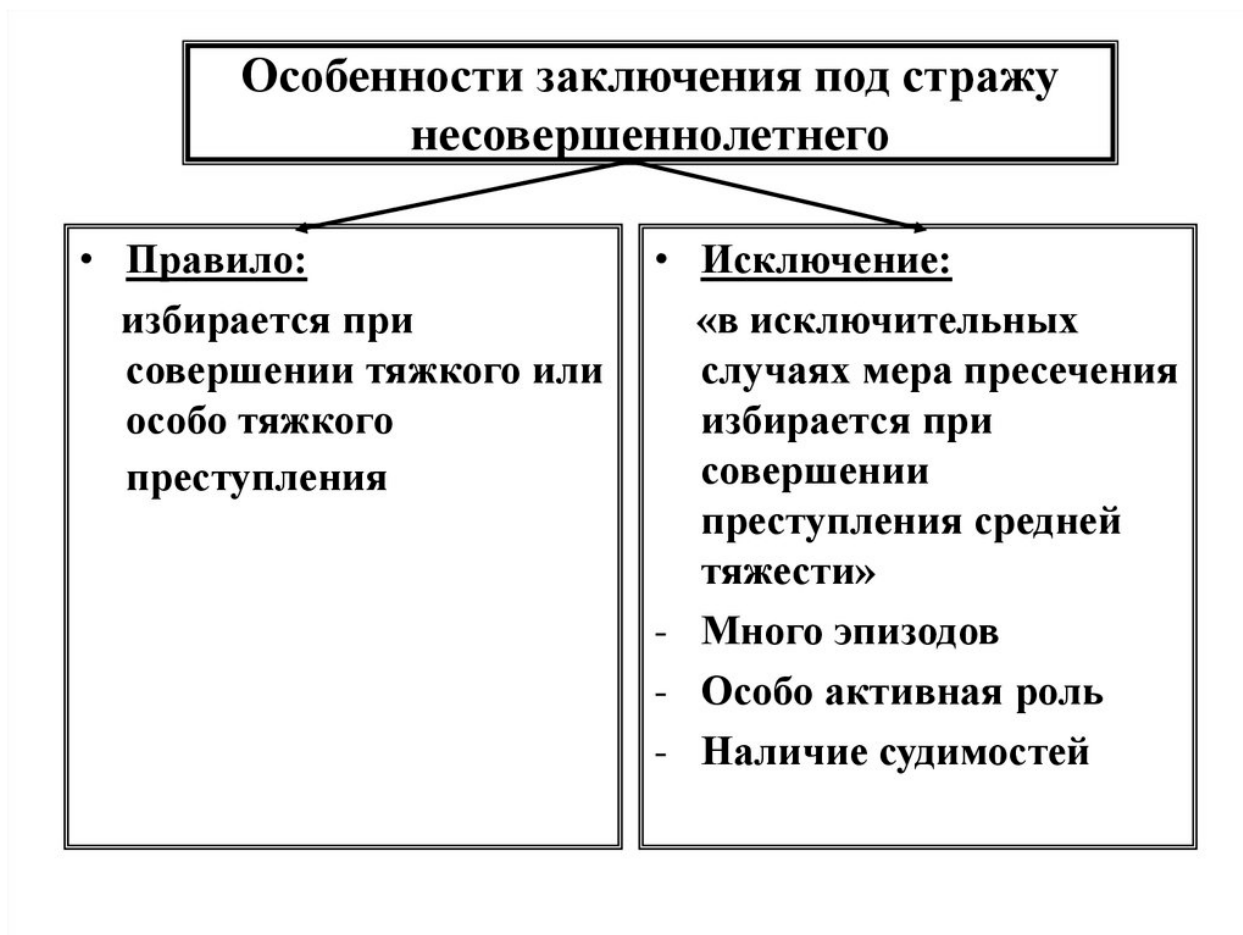 Особенности заключения под стражу
несовершеннолетнего
• Правило:
избирается при
совершении тяжкого или
особо тяжкого
преступления
• Исключение:
«в исключительных
случаях мера пресечения
избирается при
совершении
преступления средней
тяжести»
- Много эпизодов
- Особо активная роль
- Наличие судимостей